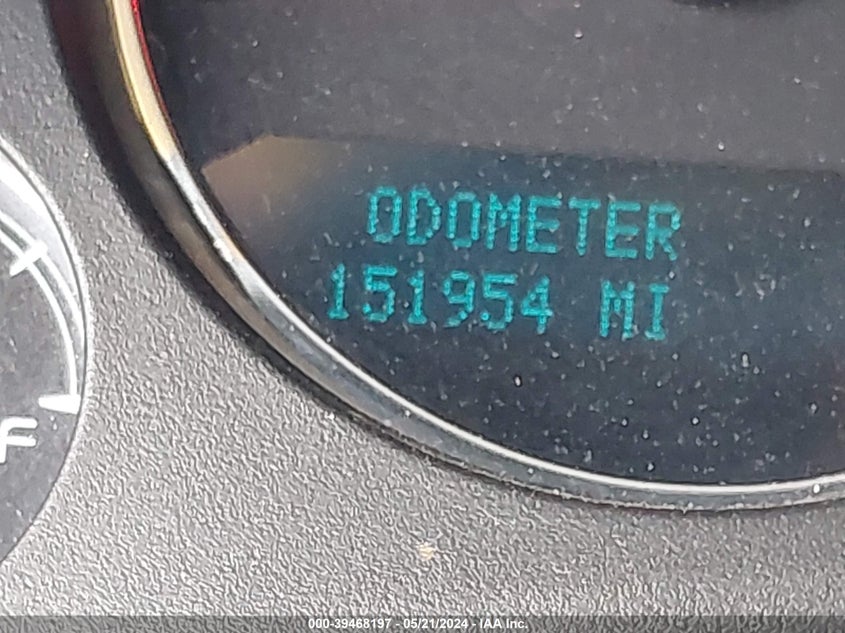 ODOMETER
151954 MI
F
000-39468197 - 05/21/2024 - IAA Inc.